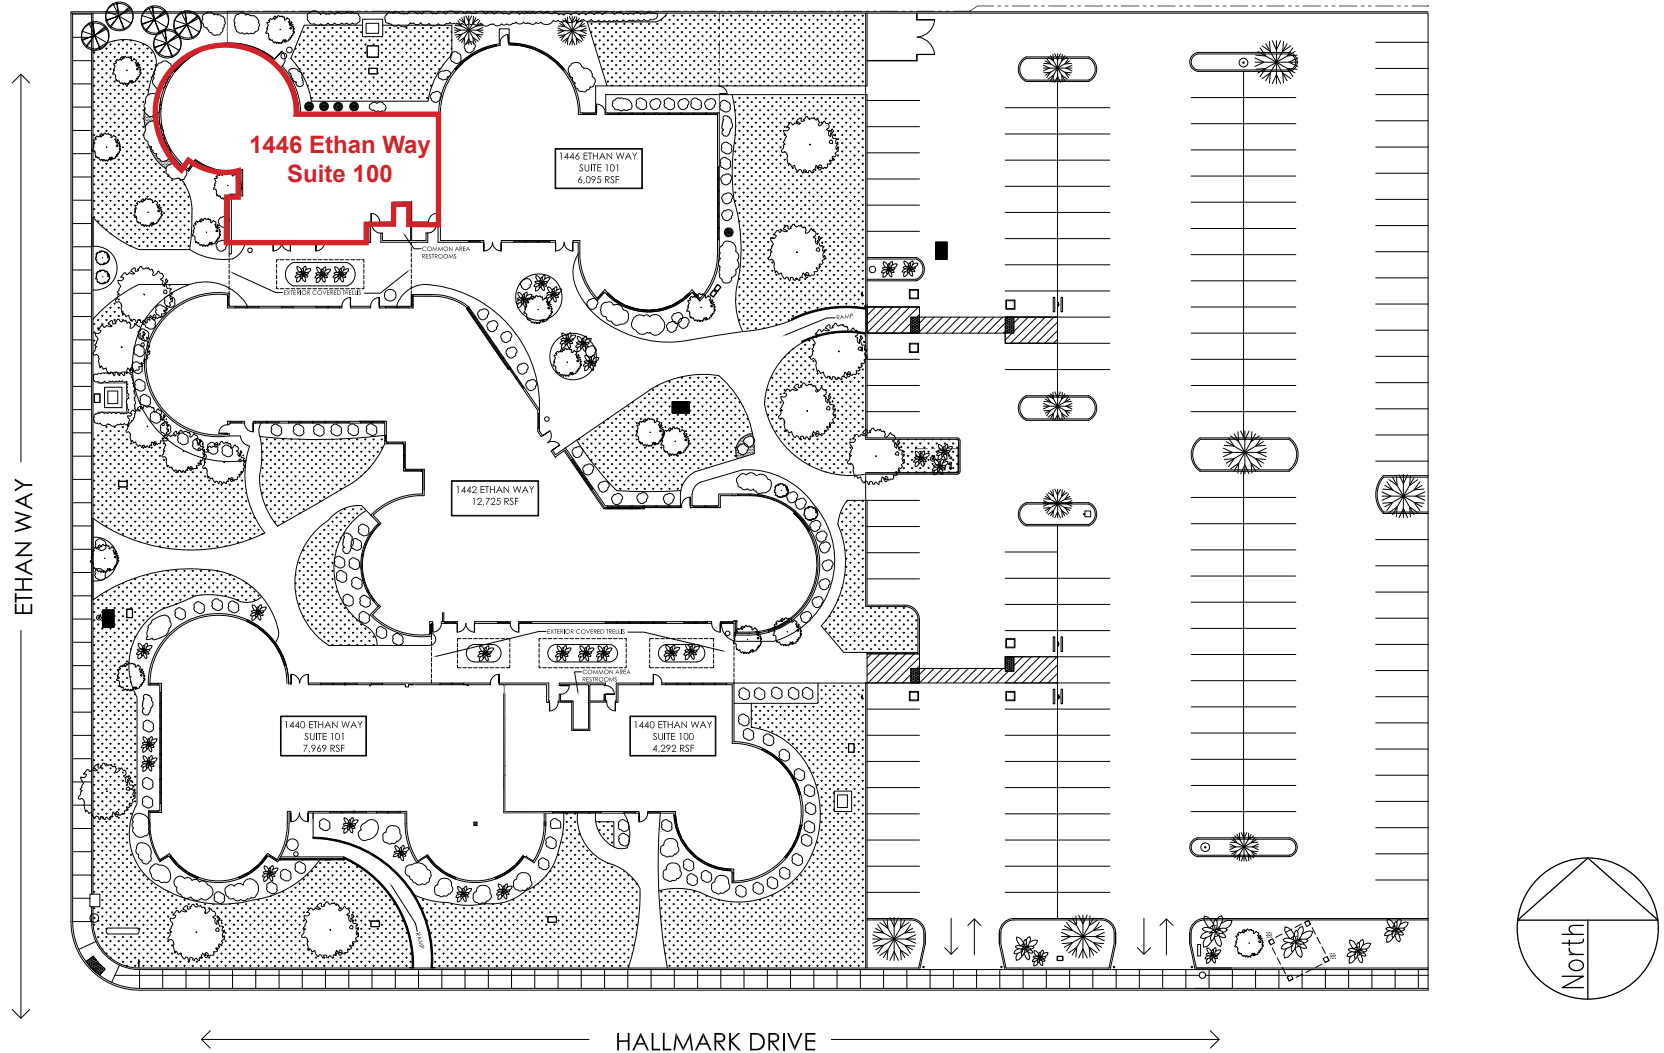 1446 Ethan Way
Suite 100
1446 ETHAN WAY
SUITE 101
6,095 RSF
COMMON AREA
RESTROOMS
EXTERIOR COVERED TRELLIS
RAMP
1442 ETHAN WAY
12,725 RSF
ETHAN WAY
EXTERIOR COVERED TRELLIS
COMMON AREA
RESTROOMS
1440 ETHAN WAY
SUITE 101
7,969 RSF
1440 ETHAN WAY
SUITE 100
4,292 RSF
RAMP
North
HALLMARK DRIVE